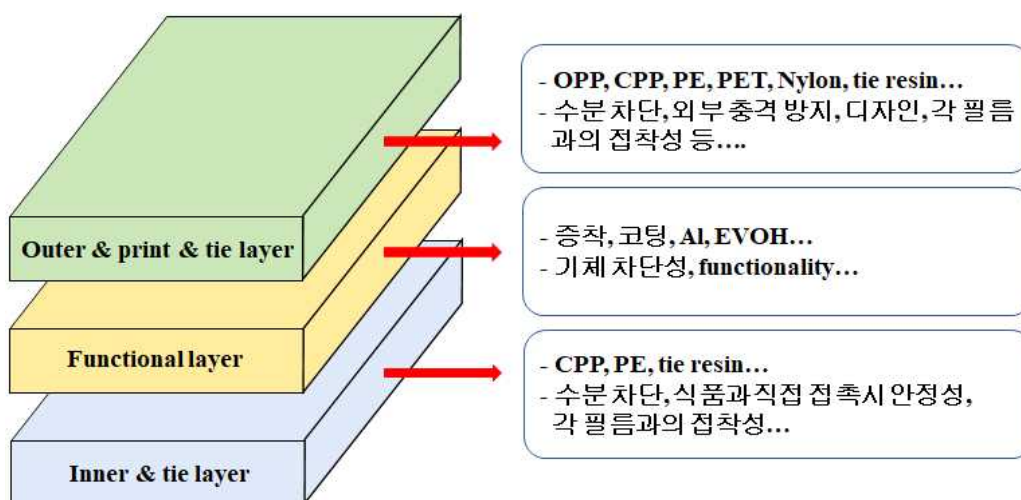 - OPP, CPP, PE, PET, Nylon, tie resin…
- 수분 차단, 외부 충격 방지, 디자인, 각 필름
과의 접착성 등….
Outer & print & tie layer
- 증착, 코팅, Al, EVOH…
- 기체 차단성, functionality…
Functional layer
- CPP, PE, tie resin…
- 수분 차단, 식품과직접 접촉시 안정성,
각 필름과의 접착성…
Inner & tie layer